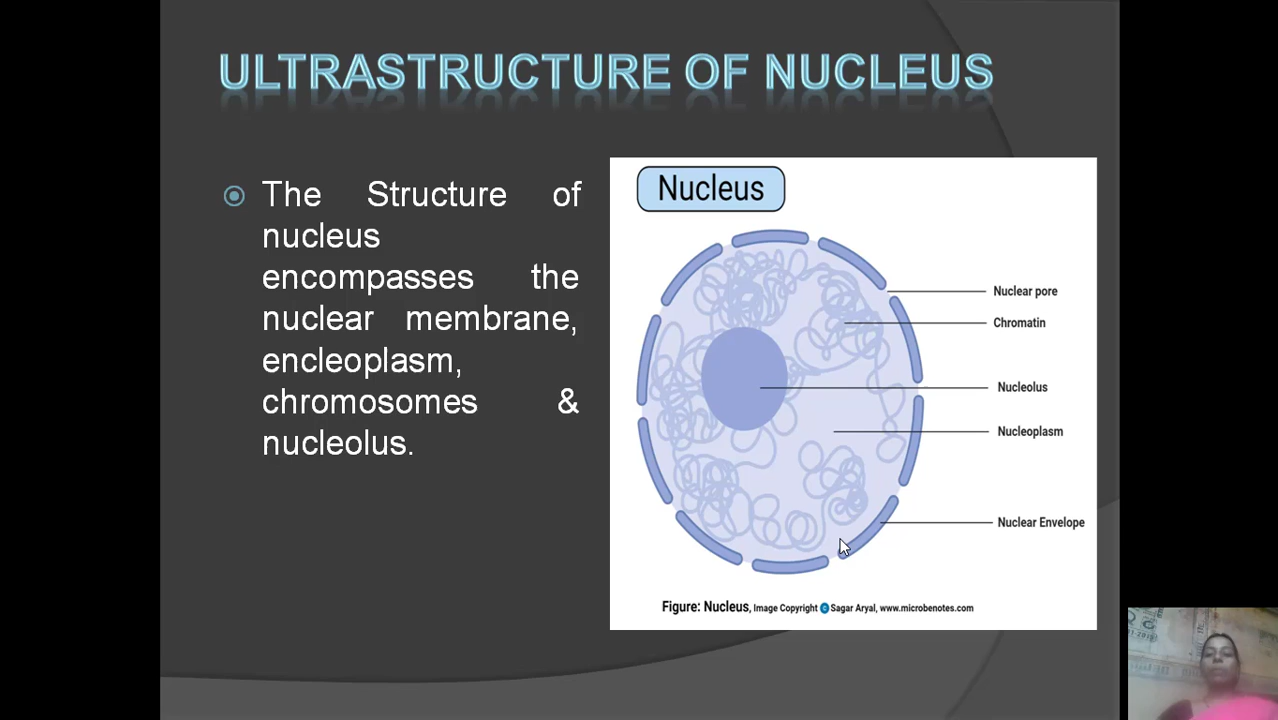 ULTRASTRUCTURE OF NUCLEUS
The Structure of
nucleus
encompasses the
nuclear membrane,
encleoplasm,
chromosomes &
nucleolus.
Nucleus
Nuclear pore
Chromatin
Nucleolus
Nucleoplasm
Nuclear Envelope
Figure: Nucleus, Image Copyright © Sagar Aryal, www.microbenotes.com